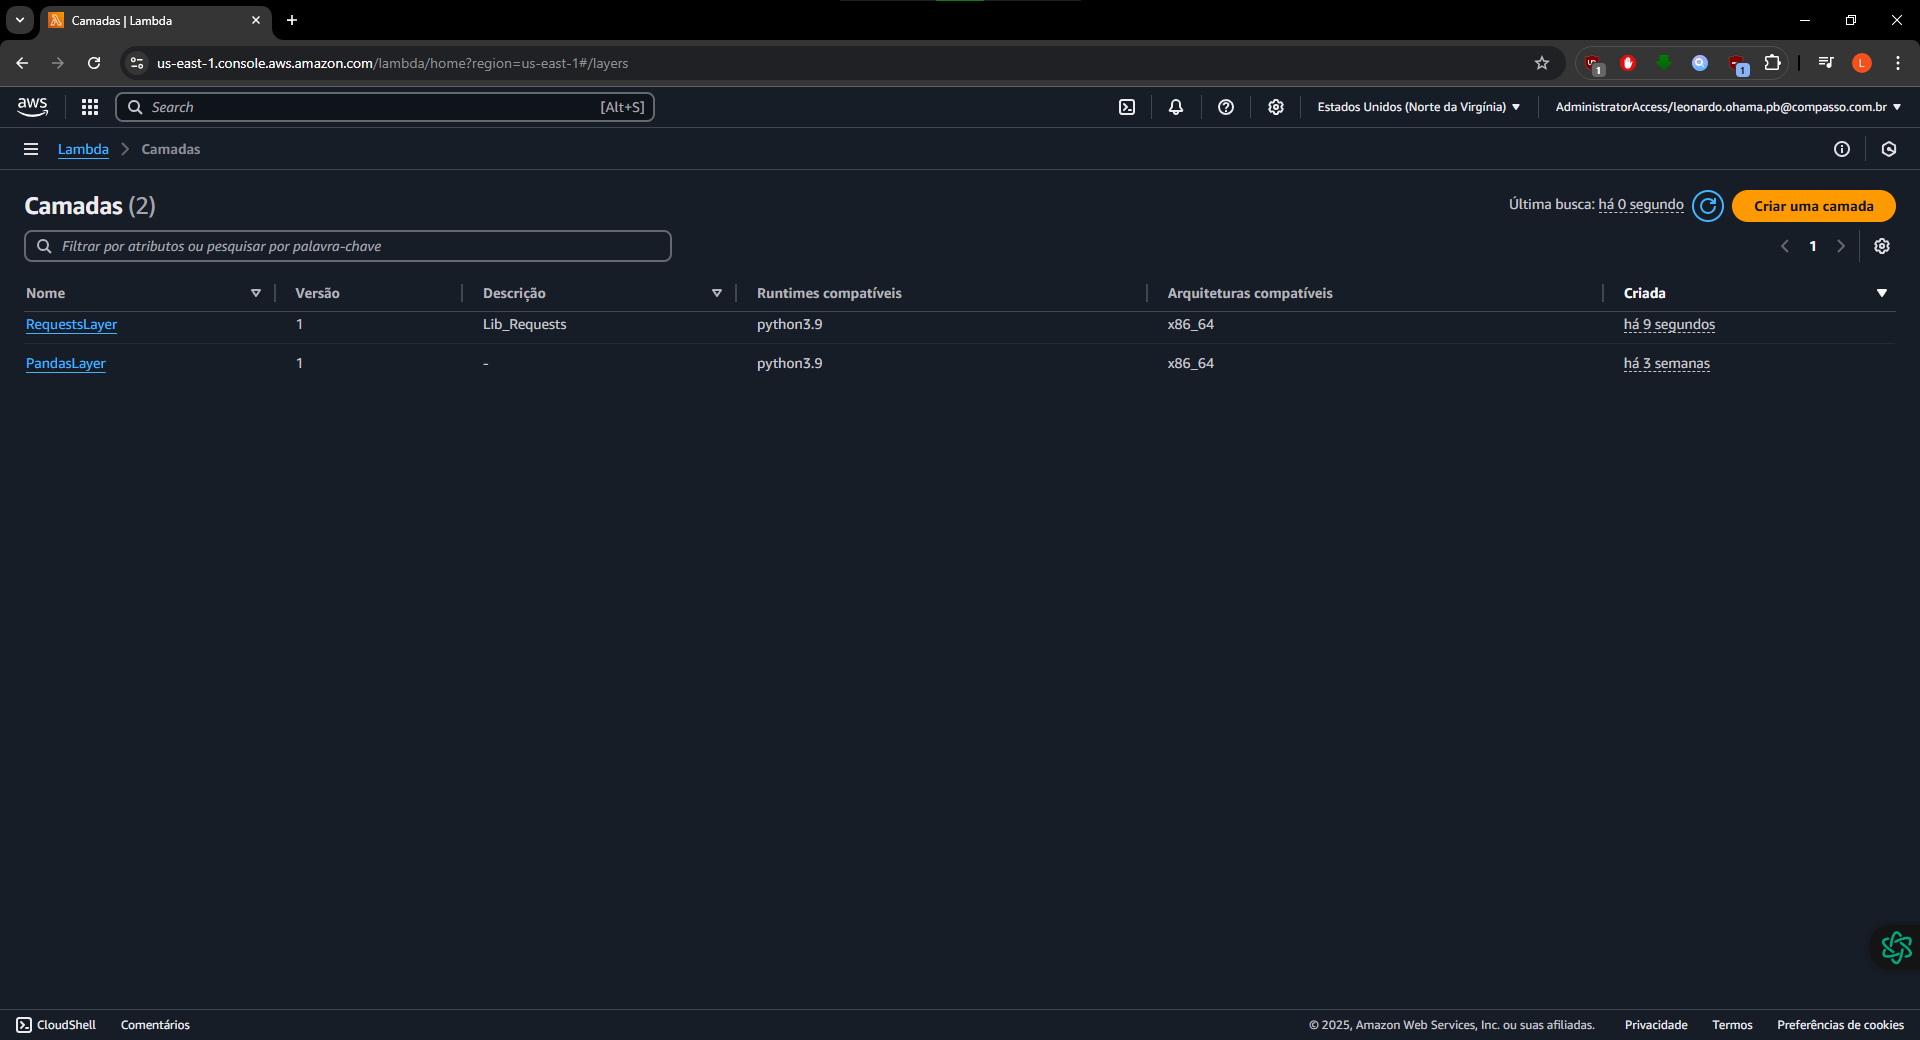 Camadas | Lambda
us-east-1.console.aws.amazon.com/lambda/home?region=us-east-1#/layers
1
1
L
aws
Search
[Alt+S]
Estados Unidos (Norte da Virgínia)
AdministratorAccess/leonardo.ohama.pb@compasso.com.br
Lambda
Camadas
Camadas (2)
Última busca: há 0 segundo
Criar uma camada
Filtrar por atributos ou pesquisar por palavra-chave
1
Nome Versão Descrição Runtimes compatíveis Arquiteturas compatíveis Criada
RequestsLayer 1 Lib_Requests python3.9 x86_64 há 9 segundos
PandasLayer 1 - python3.9 x86_64 há 3 semanas
CloudShell Comentários © 2025, Amazon Web Services, Inc. ou suas afiliadas. Privacidade Termos Preferências de cookies